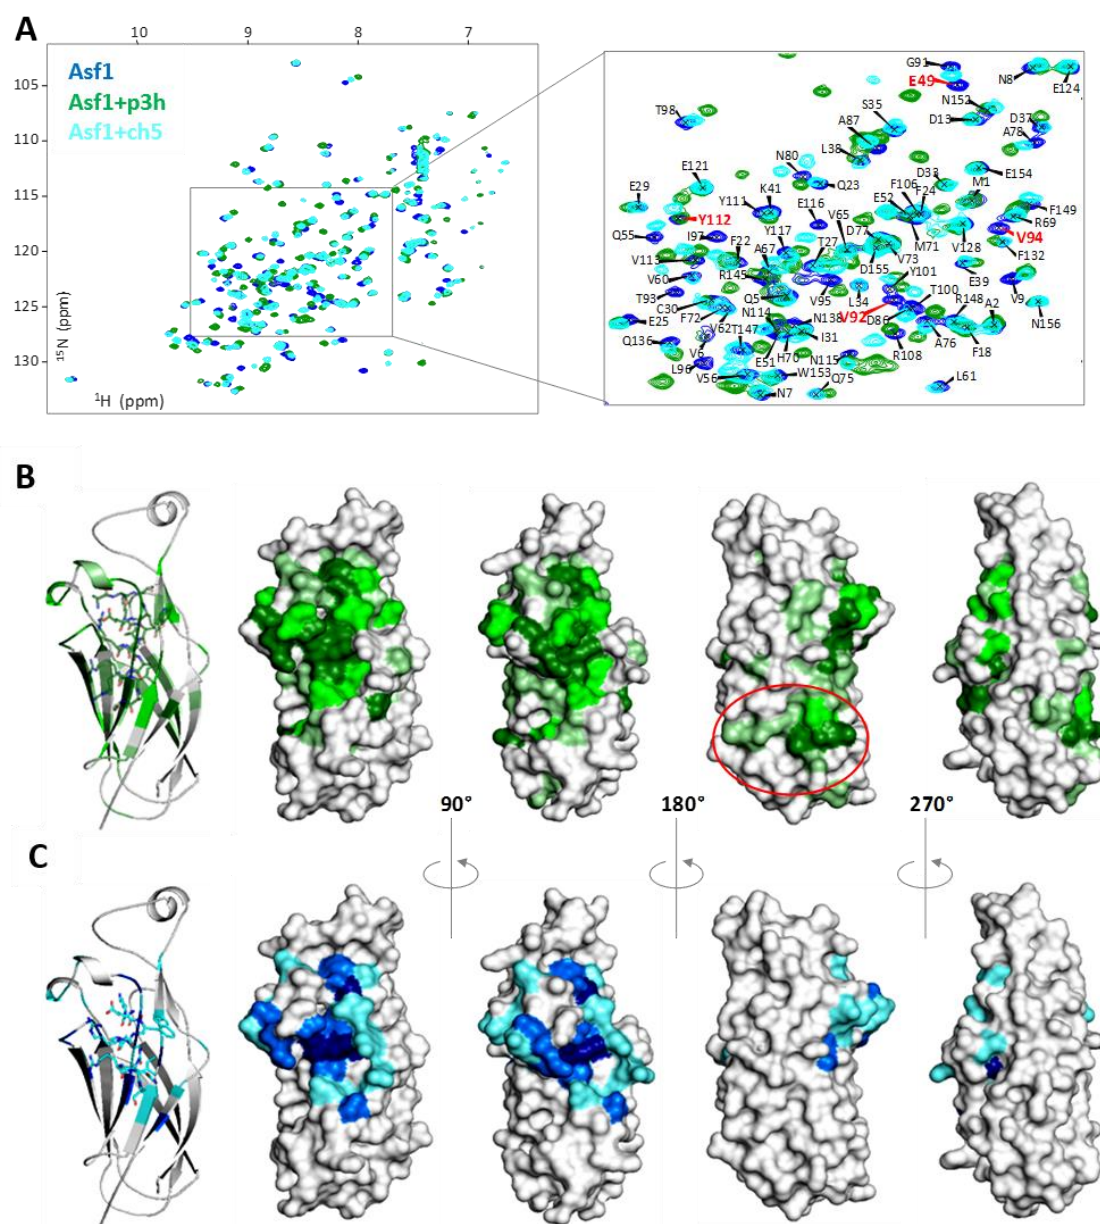 A
10 9 8 7
105
110
115
120
125
130
¹⁵N (ppm)
¹H (ppm)
Asf1
Asf1+p3h
Asf1+ch5
G91
E49
N8
E124
T98
S35
N152
D13
D37
A87
A78
L38
N80
E121
Q23
D33
E154
M1
F106
F24
E29
K41
Y111
E116
E52
F149
R69
Y112
V65
M71
V94
Q55
I97
Y117
D77
V128
F132
F22
A67
T27
V73
V113
R145
D155
Y101
E39
V60
T100
V9
T93
Q5
V95
L34
R148
A2
C30
N114
N138
V92
D86
N156
F72
E25
V62
T147
I31
A76
Q136
V6
H70
R108
F18
E51
N115
L96
W153
V56
Q75
L61
N7
B
90° 180° 270°
C